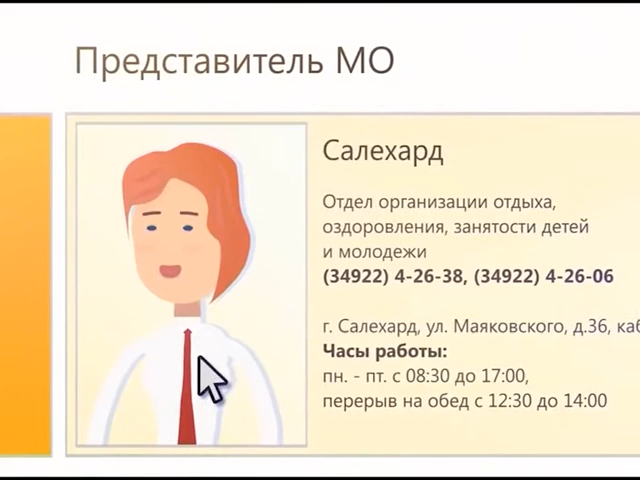 Представитель МО
Салехард
Отдел организации отдыха,
оздоровления, занятости детей
и молодежи
(34922) 4-26-38, (34922) 4-26-06
г. Салехард, ул. Маяковского, д.36, каб
Часы работы:
пн. - пт. с 08:30 до 17:00,
перерыв на обед с 12:30 до 14:00